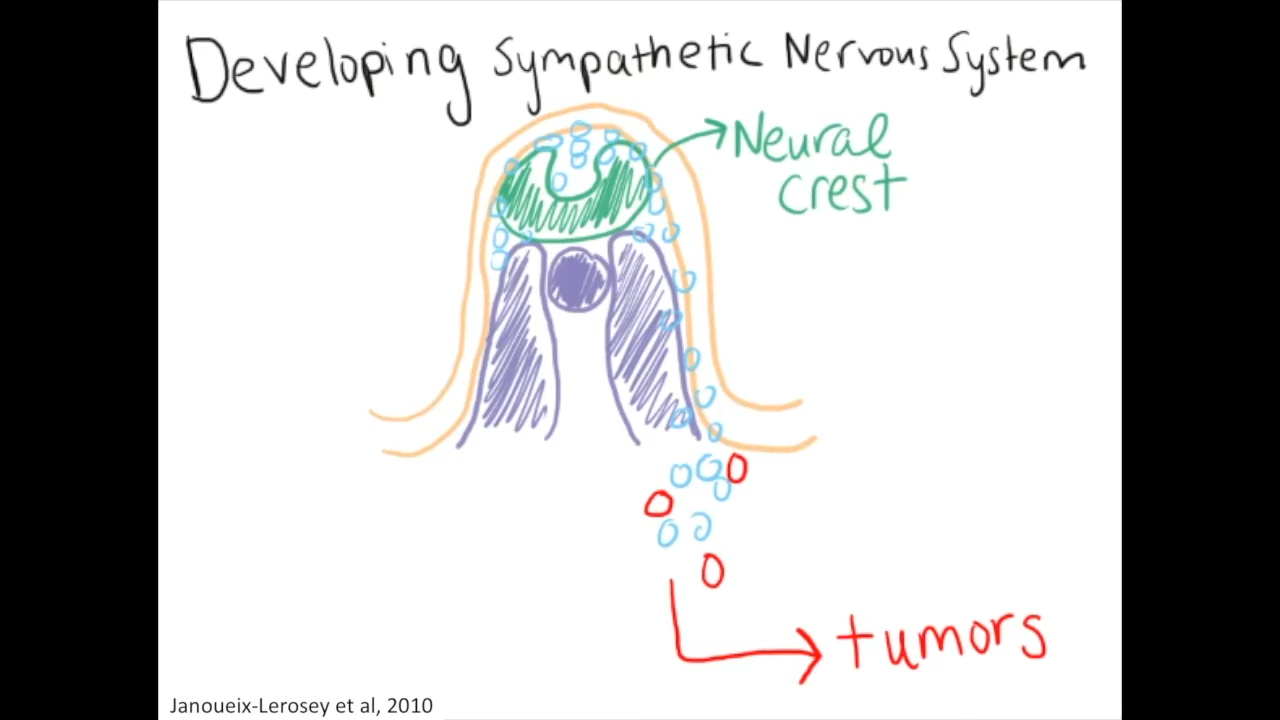 Developing Sympathetic Nervous System
Neural
crest
tumors
Janoueix-Lerosey et al, 2010